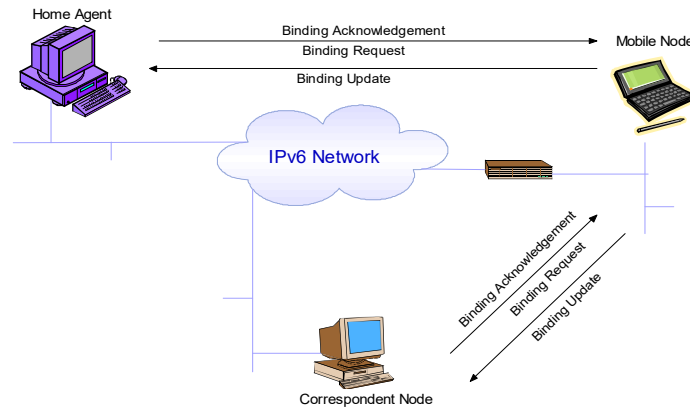 Home Agent
Binding Acknowledgement
Binding Request
Mobile Node
Binding Update
IPv6 Network
Binding Acknowledgement
Binding Request
Binding Update
Correspondent Node